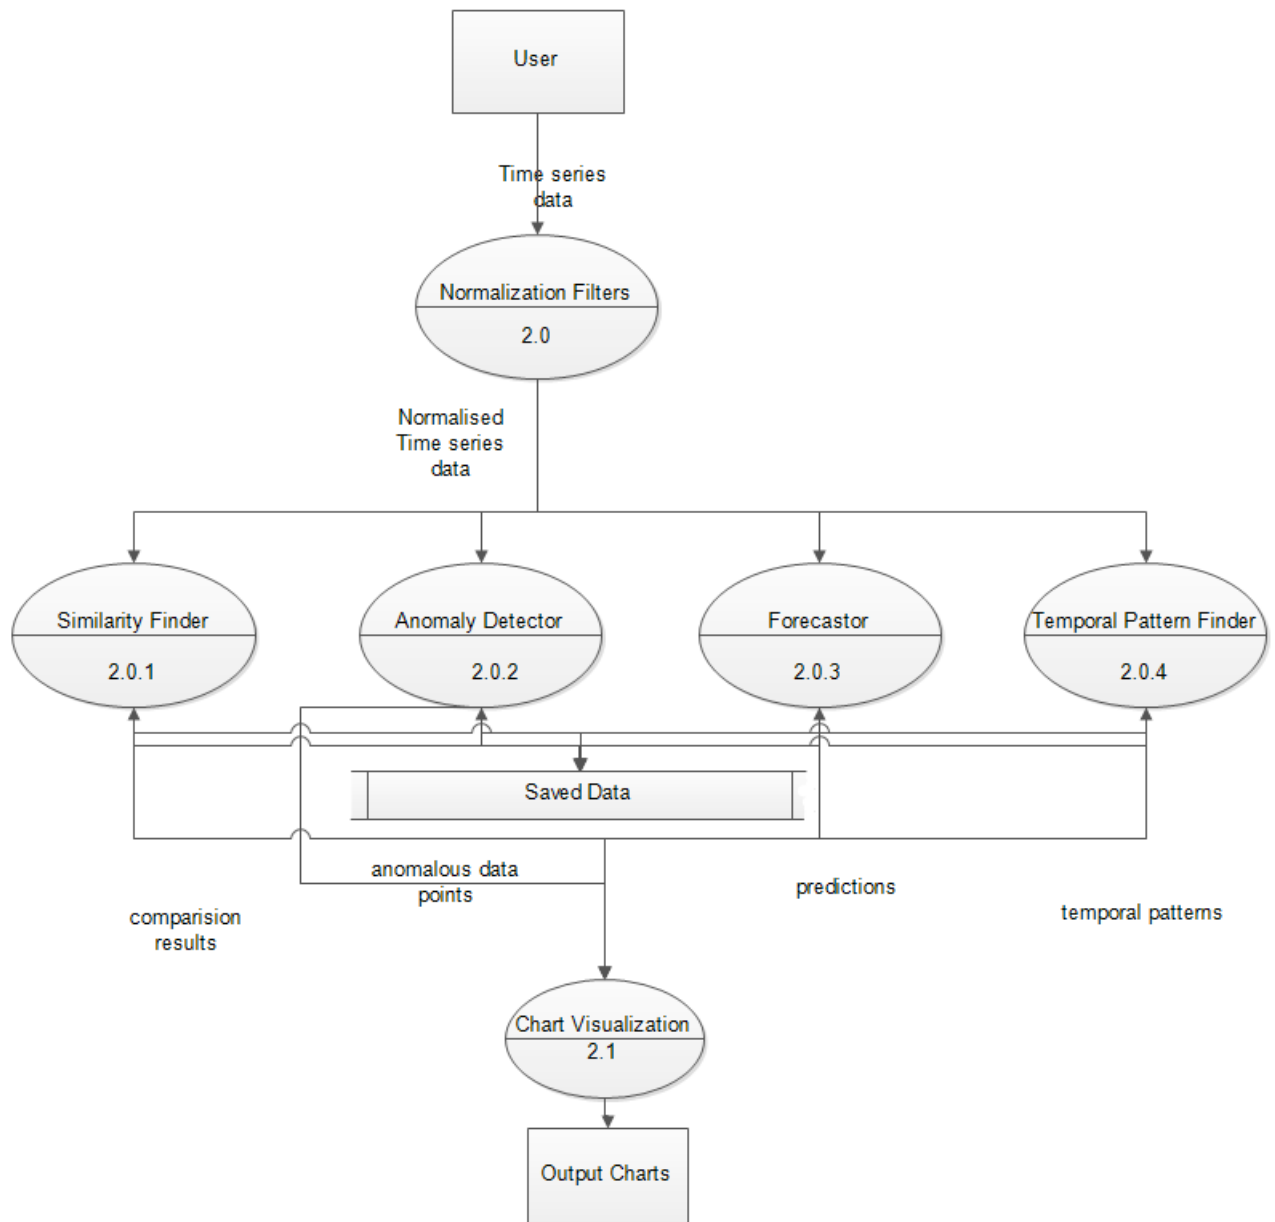 User
Time series
data
Normalization Filters
2.0
Normalised
Time series
data
Similarity Finder
2.0.1
Anomaly Detector
2.0.2
Forecastor
2.0.3
Temporal Pattern Finder
2.0.4
Saved Data
anomalous data
points
predictions
comparision
results
temporal patterns
Chart Visualization
2.1
Output Charts